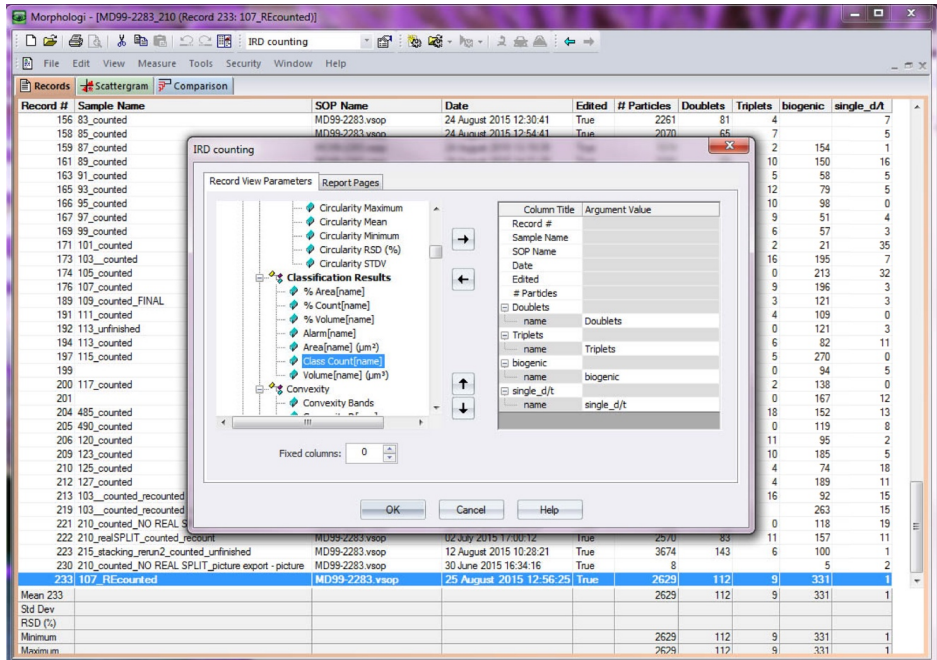 Morphologi - [MD99-2283_210 (Record 233: 107_REcounted)]
IRD counting
File Edit View Measure Tools Security Window Help
Records Scattergram Comparison
Record # Sample Name SOP Name Date Edited # Particles Doublets Triplets biogenic single_d/t
156 83_counted MD99-2283.vsop 24 August 2015 12:30:41 True 2261 81 4 7
158 85_counted MD99-2283.vsop 24 August 2015 12:54:41 True 2070 65 7 5
159 87_counted 2 154 1
161 89_counted 10 150 16
163 91_counted 5 58 5
165 93_counted 12 79 5
166 95_counted 10 98 0
167 97_counted 9 51 4
169 99_counted 6 57 3
171 101_counted 2 21 35
173 103__counted 16 195 7
174 105_counted 0 213 32
176 107_counted 9 196 3
189 109_counted_FINAL 3 121 3
191 111_counted 4 109 0
192 113_unfinished 0 121 3
194 113_counted 6 82 11
197 115_counted 5 270 0
199 0 94 5
200 117_counted 2 138 0
201 0 167 12
204 485_counted 18 152 13
205 490_counted 0 119 8
206 120_counted 11 95 2
209 123_counted 10 185 5
210 125_counted 4 74 18
212 127_counted 4 189 11
213 103__counted_recounted 16 92 15
219 103__counted_recounted 263 15
221 210_counted_NO REAL S 0 118 19
222 210_realSPLIT_counted_recount MD99-2283.vsop 02 July 2015 17:00:12 True 2570 83 11 157 11
223 215_stacking_rerun2_counted_unfinished MD99-2283.vsop 12 August 2015 10:28:21 True 3674 143 6 100 1
230 210_counted_NO REAL SPLIT_picture export - picture MD99-2283.vsop 30 June 2015 16:34:16 True 8 5 2
233 107_REcounted MD99-2283.vsop 25 August 2015 12:56:25 True 2629 112 9 331 1
Mean 233 2629 112 9 331 1
Std Dev
RSD (%)
Minimum 2629 112 9 331 1
Maximum 2629 112 9 331 1
IRD counting
Record View Parameters Report Pages
Circularity Maximum
Circularity Mean
Circularity Minimum
Circularity RSD (%)
Circularity STDV
Classification Results
% Area[name]
% Count[name]
% Volume[name]
Alarm[name]
Area[name] (µm²)
Class Count[name]
Volume[name] (µm³)
Convexity
Convexity Bands
Column Title Argument Value
Record #
Sample Name
SOP Name
Date
Edited
# Particles
Doublets
name Doublets
Triplets
name Triplets
biogenic
name biogenic
single_d/t
name single_d/t
Fixed columns: 0
OK Cancel Help